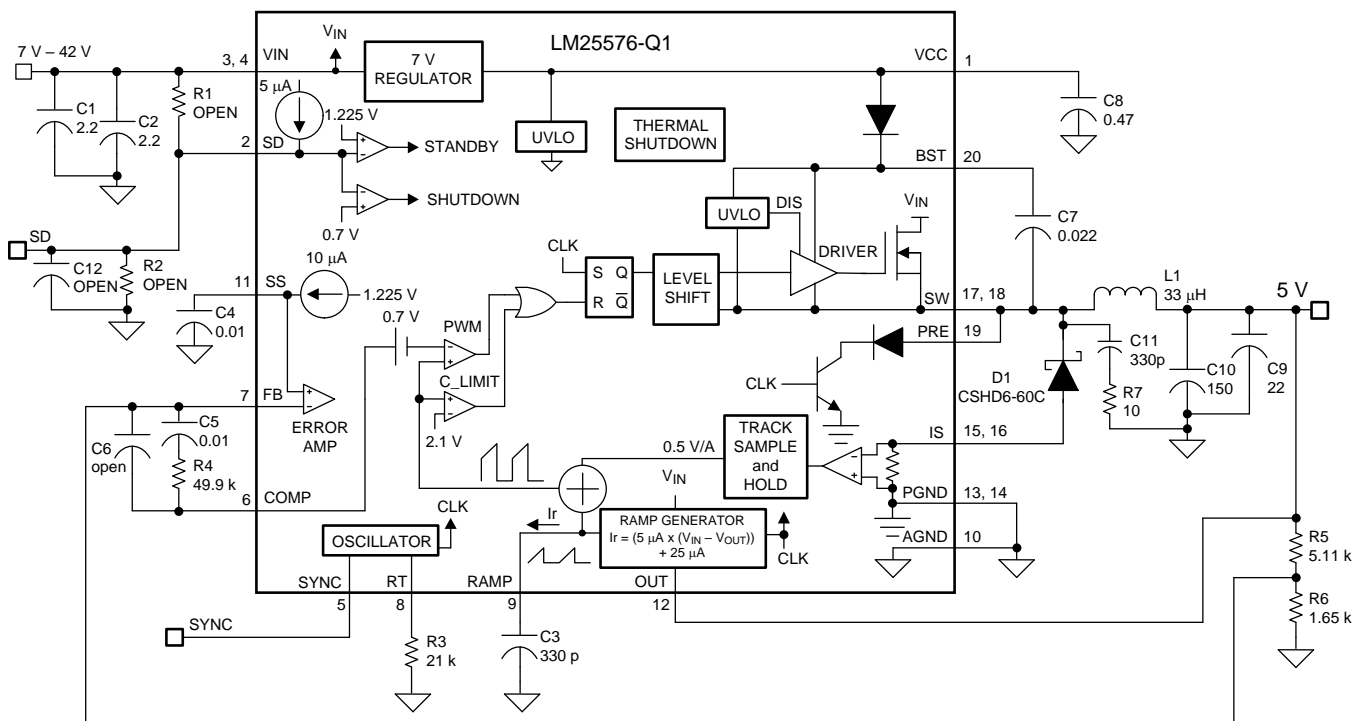 LM25576-Q1
7 V – 42 V
3, 4
VIN
VIN
7 V
REGULATOR
VCC
1
R1
OPEN
5 µA
C1
2.2
C2
2.2
1.225 V
STANDBY
UVLO
THERMAL
SHUTDOWN
C8
0.47
2
SD
SHUTDOWN
0.7 V
BST
20
UVLO
DIS
VIN
C7
0.022
SD
C12
OPEN
R2
OPEN
10 µA
CLK
S
Q
R
Q
LEVEL
SHIFT
DRIVER
11
SS
1.225 V
C4
0.01
0.7 V
PWM
SW
17, 18
L1
33 µH
5 V
PRE
19
C_LIMIT
2.1 V
CLK
D1
CSHD6-60C
C11
330p
R7
10
C10
150
C9
22
7
FB
ERROR
AMP
C5
0.01
C6
open
R4
49.9 k
6
COMP
0.5 V/A
TRACK
SAMPLE
and
HOLD
IS
15, 16
VIN
PGND
13, 14
CLK
Ir
RAMP GENERATOR
Ir = (5 µA x (VIN – VOUT))
+ 25 µA
CLK
AGND
10
OSCILLATOR
SYNC
RT
RAMP
OUT
5
8
9
12
R5
5.11 k
R6
1.65 k
SYNC
R3
21 k
C3
330 p